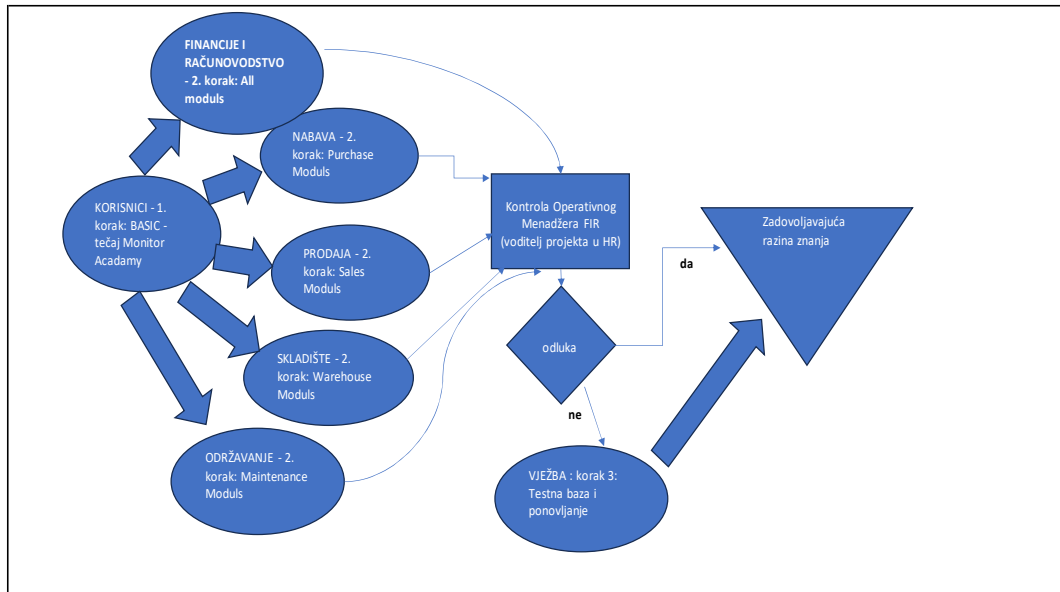 FINANCIJE I
RAČUNOVODSTVO
- 2. korak: All
moduls
NABAVA - 2.
korak: Purchase
Moduls
KORISNICI - 1.
korak: BASIC -
tečaj Monitor
Acadamy
PRODAJA - 2.
korak: Sales
Moduls
SKLADIŠTE - 2.
korak: Warehouse
Moduls
ODRŽAVANJE - 2.
korak: Maintenance
Moduls
Kontrola Operativnog
Menadžera FIR
(voditelj projekta u HR)
odluka
da
ne
Zadovoljavajuća
razina znanja
VJEŽBA : korak 3:
Testna baza i
ponovljanje